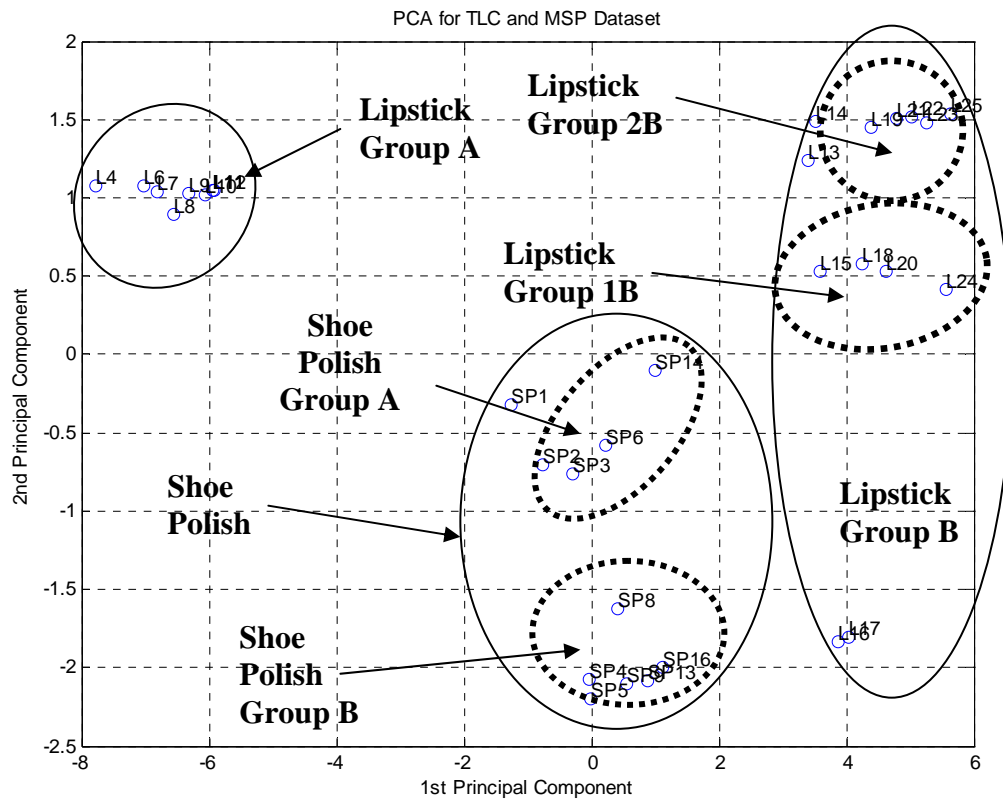 PCA for TLC and MSP Dataset
2nd Principal Component
2
1.5
1
0.5
0
-0.5
-1
-1.5
-2
-2.5
Lipstick
Group A
Lipstick
Group 2B
L14
L19
L22
L25
L23
L13
L4
L6
L7
L9
L10
L8
Lipstick
Group 1B
L15
L18
L20
L24
Shoe
Polish
Group A
SP14
SP1
SP6
SP2
SP3
Shoe
Polish
Lipstick
Group B
SP8
L16
L17
Shoe
Polish
Group B
SP16
SP4
SP13
SP5
-8
-6
-4
-2
0
2
4
6
1st Principal Component